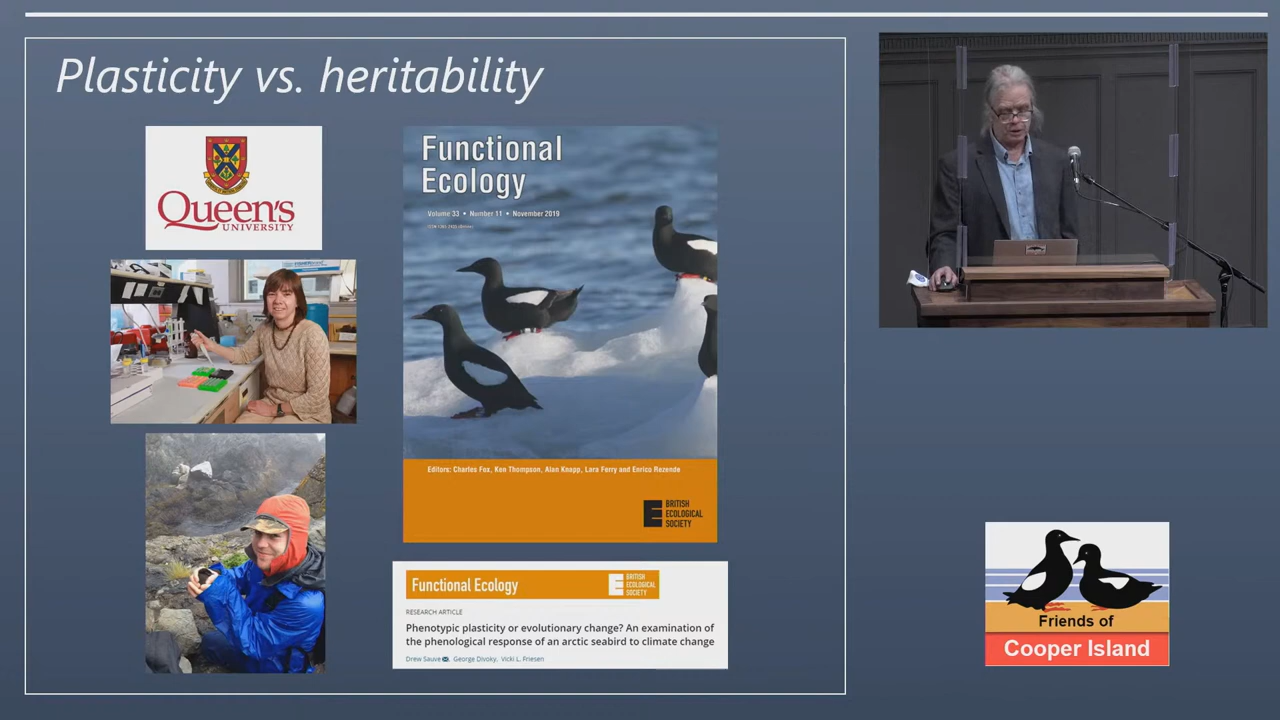 Plasticity vs. heritability
Queen's
UNIVERSITY
Functional
Ecology
Volume 33 • Number 11 • November 2019
Editors: Charles Fox, Ken Thompson, Alan Knapp, Lara Ferry and Enrico Rezende
BRITISH
ECOLOGICAL
SOCIETY
Functional Ecology
BRITISH
ECOLOGICAL
SOCIETY
RESEARCH ARTICLE
Phenotypic plasticity or evolutionary change? An examination of
the phenological response of an arctic seabird to climate change
Drew Sauve George Divoky, Vicki L. Friesen
Friends of
Cooper Island